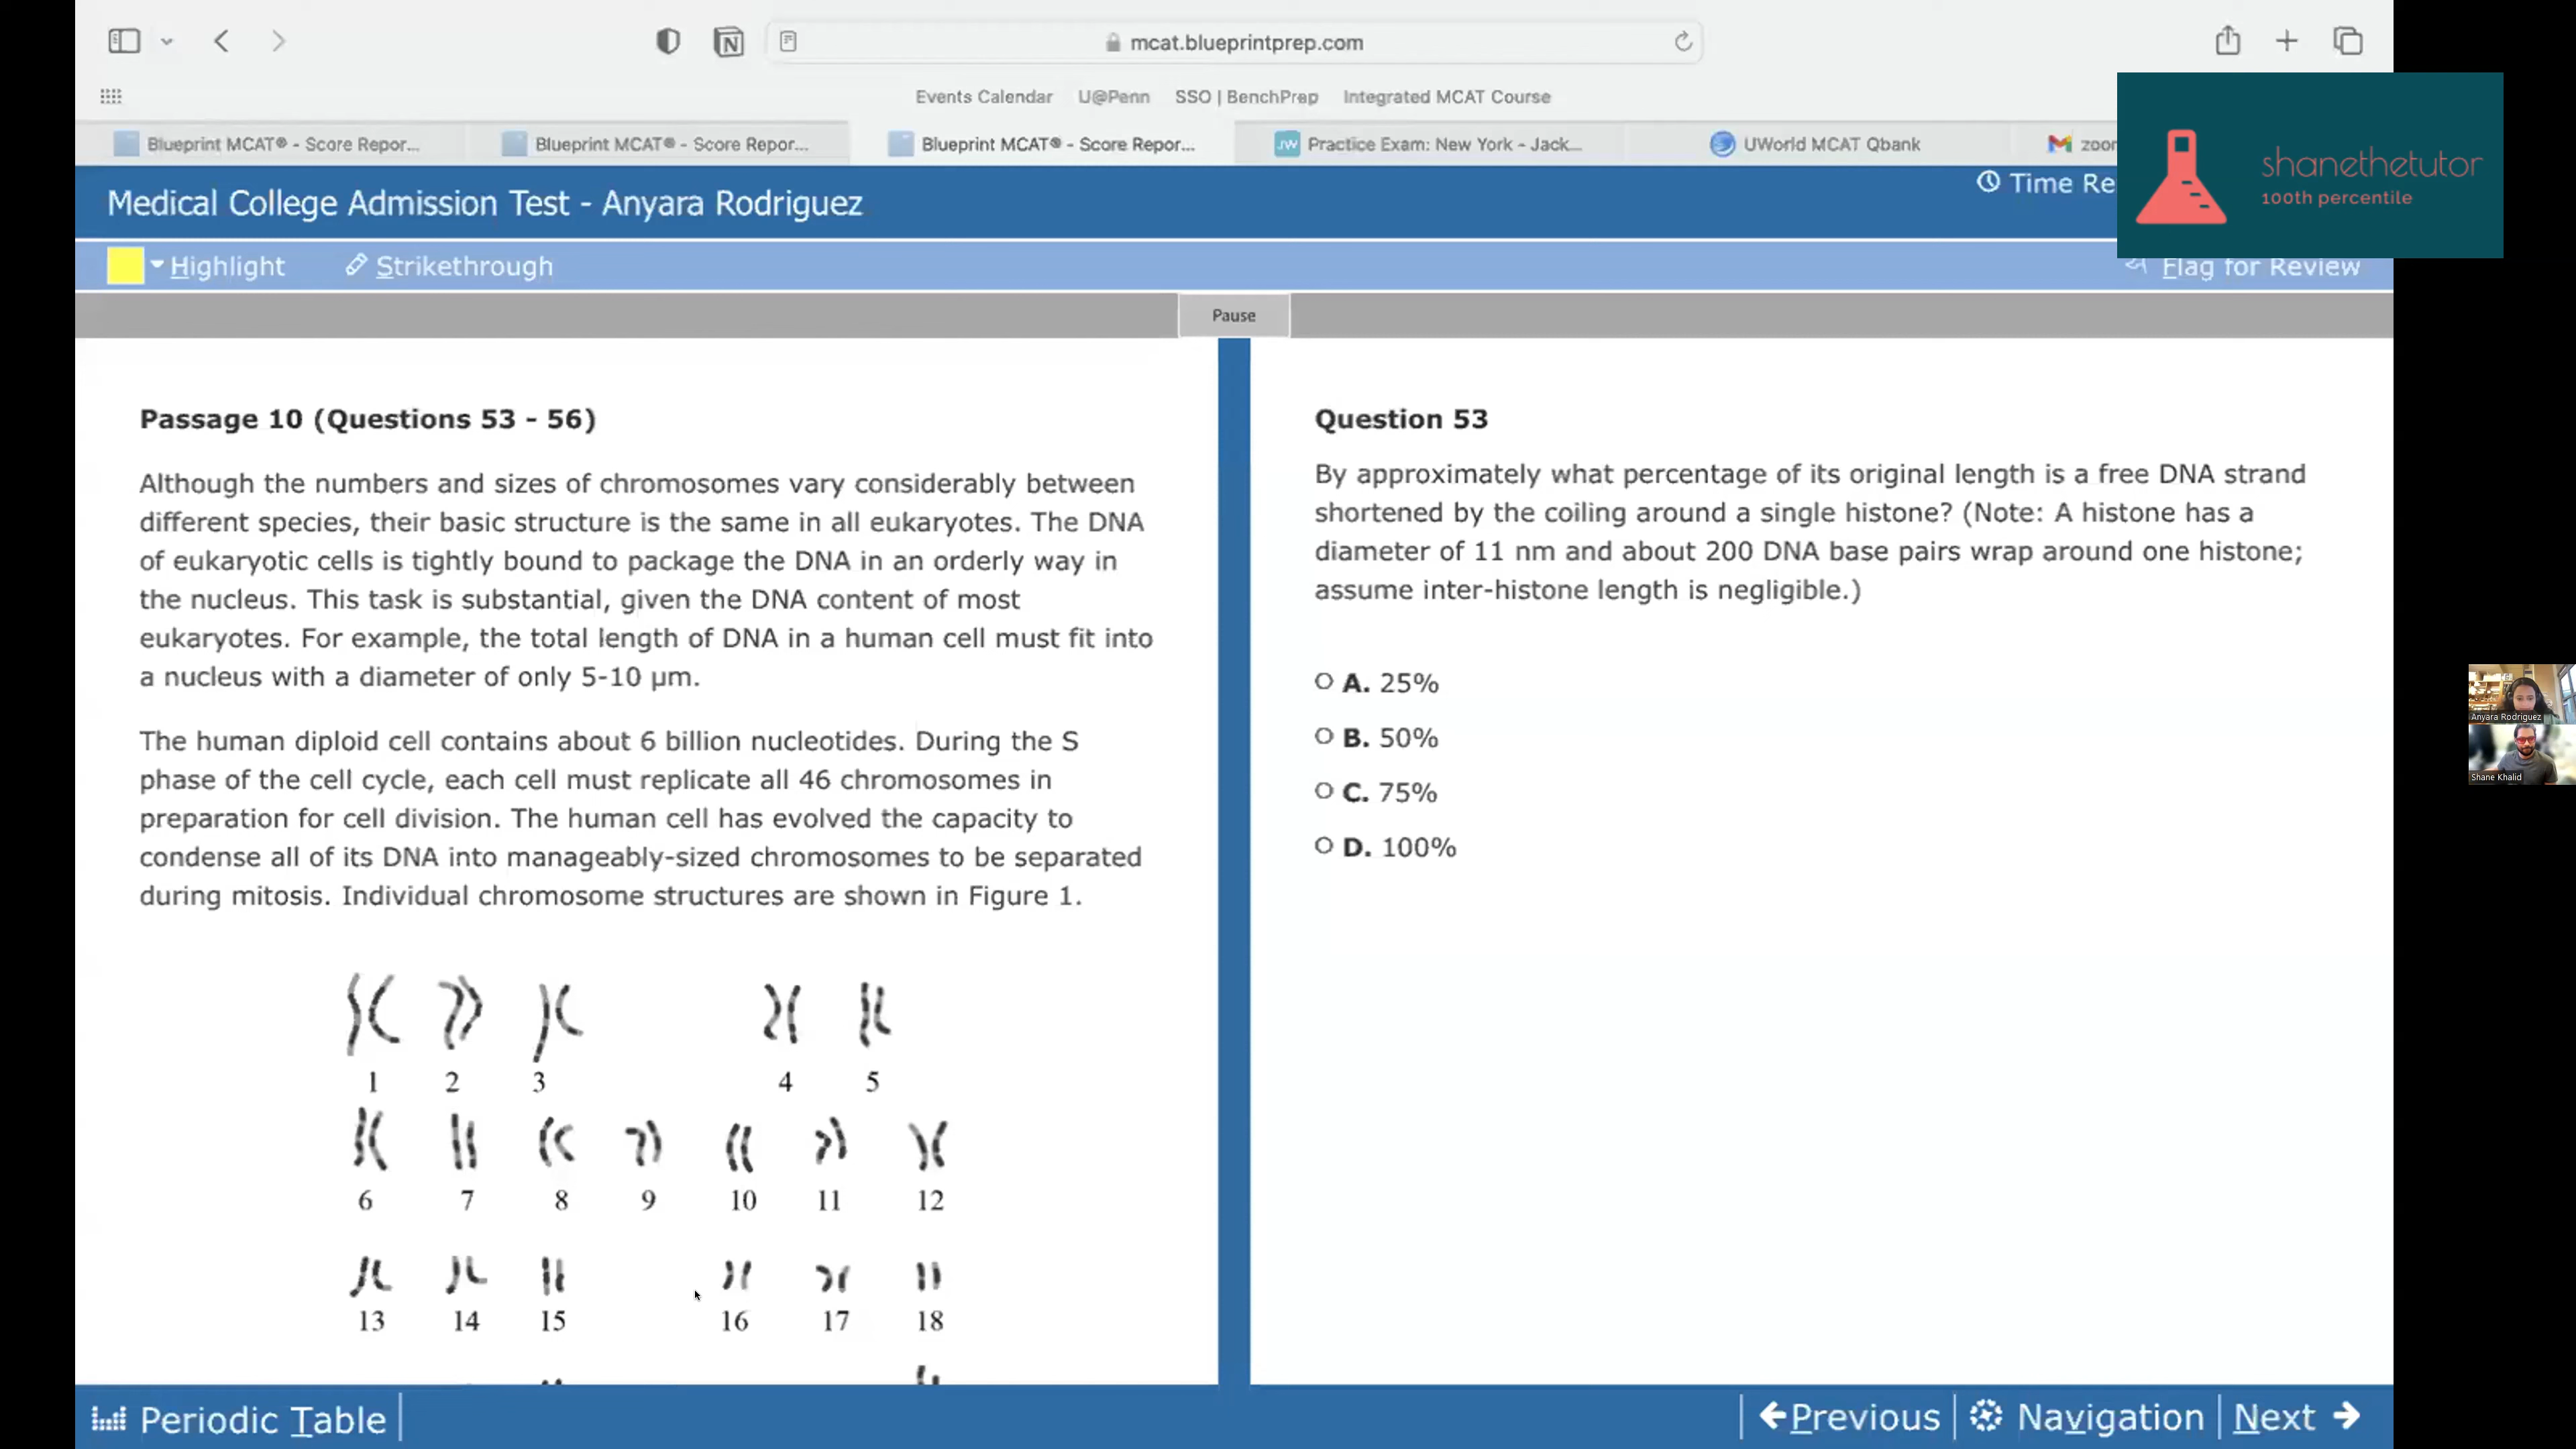 mcat.blueprintprep.com
Events Calendar U@Penn SSO | BenchPrep Integrated MCAT Course
Blueprint MCAT® - Score Repor... Blueprint MCAT® - Score Repor... Blueprint MCAT® - Score Repor... Practice Exam: New York - Jack... UWorld MCAT Qbank
Medical College Admission Test - Anyara Rodriguez
Time Re
shanethetutor
100th percentile
Highlight Strikethrough Flag for Review
Pause
Passage 10 (Questions 53 - 56)
Although the numbers and sizes of chromosomes vary considerably between
different species, their basic structure is the same in all eukaryotes. The DNA
of eukaryotic cells is tightly bound to package the DNA in an orderly way in
the nucleus. This task is substantial, given the DNA content of most
eukaryotes. For example, the total length of DNA in a human cell must fit into
a nucleus with a diameter of only 5-10 µm.
The human diploid cell contains about 6 billion nucleotides. During the S
phase of the cell cycle, each cell must replicate all 46 chromosomes in
preparation for cell division. The human cell has evolved the capacity to
condense all of its DNA into manageably-sized chromosomes to be separated
during mitosis. Individual chromosome structures are shown in Figure 1.
1 2 3 4 5
6 7 8 9 10 11 12
13 14 15 16 17 18
Question 53
By approximately what percentage of its original length is a free DNA strand
shortened by the coiling around a single histone? (Note: A histone has a
diameter of 11 nm and about 200 DNA base pairs wrap around one histone;
assume inter-histone length is negligible.)
A. 25%
B. 50%
C. 75%
D. 100%
Anyara Rodriguez
Shane Khalid
Periodic Table
Previous Navigation Next